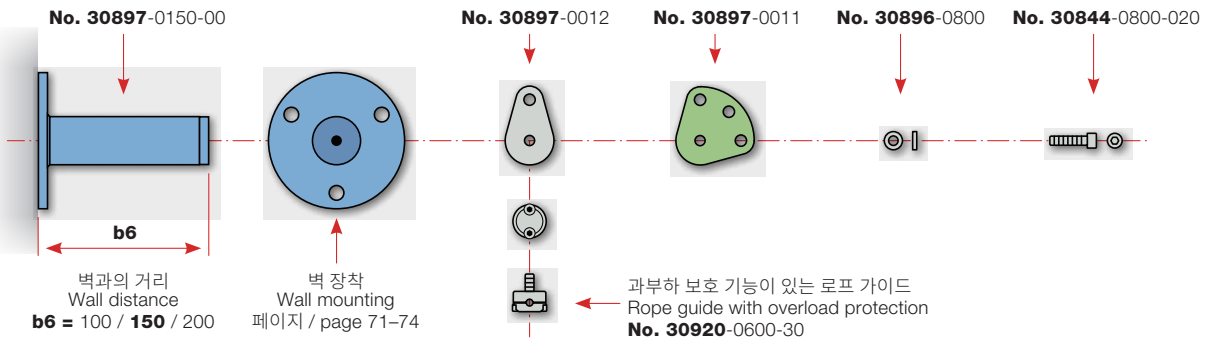 No. 30897-0150-00
No. 30897-0012
No. 30897-0011
No. 30896-0800
No. 30844-0800-020
b6
벽과의 거리
Wall distance
b6 = 100 / 150 / 200
벽 장착
Wall mounting
페이지 / page 71–74
과부하 보호 기능이 있는 로프 가이드
Rope guide with overload protection
No. 30920-0600-30